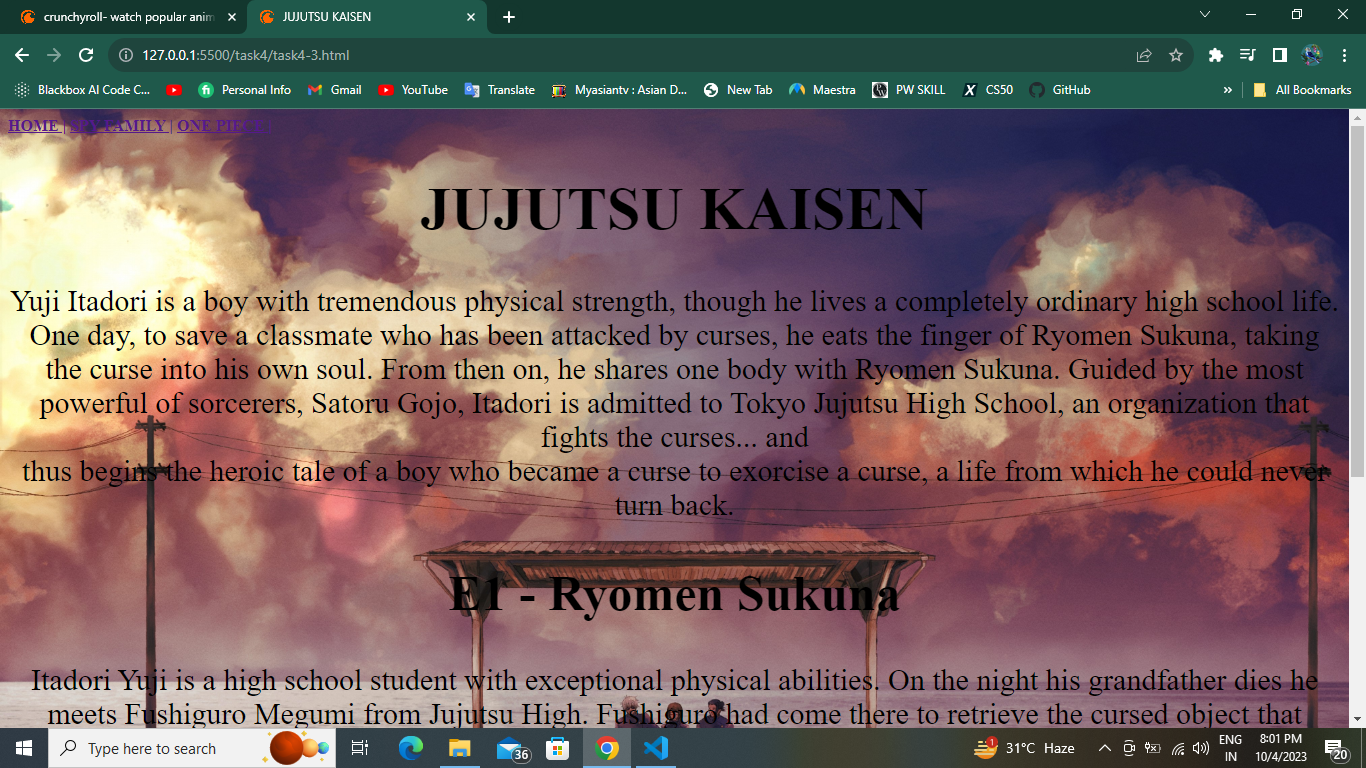 crunchyroll- watch popular anim
JUJUTSU KAISEN
127.0.0.1:5500/task4/task4-3.html
Blackbox AI Code C...
Personal Info
Gmail
YouTube
Translate
Myasiantv : Asian D...
New Tab
Maestra
PW SKILL
CS50
GitHub
»
All Bookmarks
HOME | SPY FAMILY | ONE PIECE
JUJUTSU KAISEN
Yuji Itadori is a boy with tremendous physical strength, though he lives a completely ordinary high school life.
One day, to save a classmate who has been attacked by curses, he eats the finger of Ryomen Sukuna, taking
the curse into his own soul. From then on, he shares one body with Ryomen Sukuna. Guided by the most
powerful of sorcerers, Satoru Gojo, Itadori is admitted to Tokyo Jujutsu High School, an organization that
fights the curses... and
thus begins the heroic tale of a boy who became a curse to exorcise a curse, a life from which he could never
turn back.
E1 - Ryomen Sukuna
Itadori Yuji is a high school student with exceptional physical abilities. On the night his grandfather dies he
meets Fushiguro Megumi from Jujutsu High. Fushiguro had come there to retrieve the cursed object that
Type here to search
36
1
31°C Haze
ENG
IN
8:01 PM
10/4/2023
20